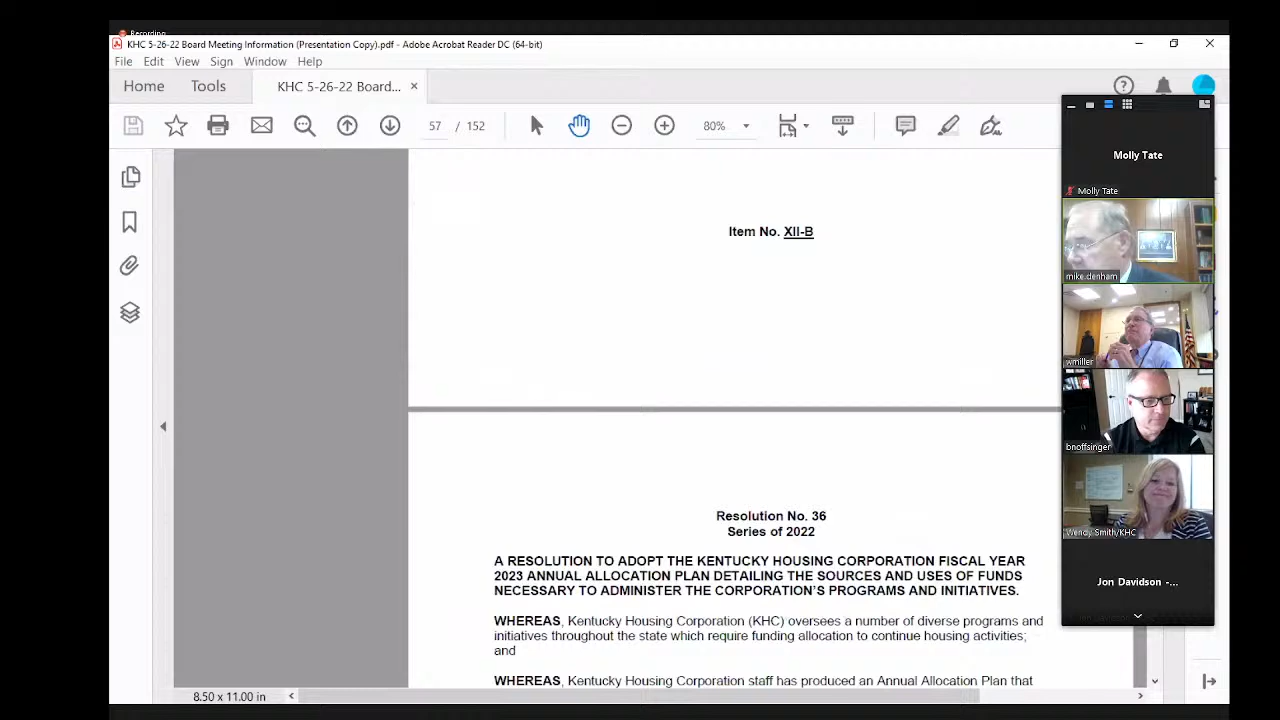 Recording
KHC 5-26-22 Board Meeting Information (Presentation Copy).pdf - Adobe Acrobat Reader DC (64-bit)
File Edit View Sign Window Help
Home Tools KHC 5-26-22 Board... ×
57 / 152 80%
Molly Tate
Molly Tate
mike.denham
wmiller
bnoffsinger
Wendy Smith/KHC
Jon Davidson -...
Item No. XII-B
Resolution No. 36
Series of 2022
A RESOLUTION TO ADOPT THE KENTUCKY HOUSING CORPORATION FISCAL YEAR
2023 ANNUAL ALLOCATION PLAN DETAILING THE SOURCES AND USES OF FUNDS
NECESSARY TO ADMINISTER THE CORPORATION'S PROGRAMS AND INITIATIVES.
WHEREAS, Kentucky Housing Corporation (KHC) oversees a number of diverse programs and
initiatives throughout the state which require funding allocation to continue housing activities;
and
WHEREAS, Kentucky Housing Corporation staff has produced an Annual Allocation Plan that
8.50 x 11.00 in